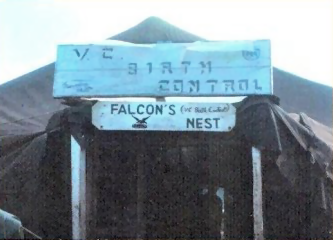 V.C.
BIRTH
CONTROL
FALCON'S
NEST